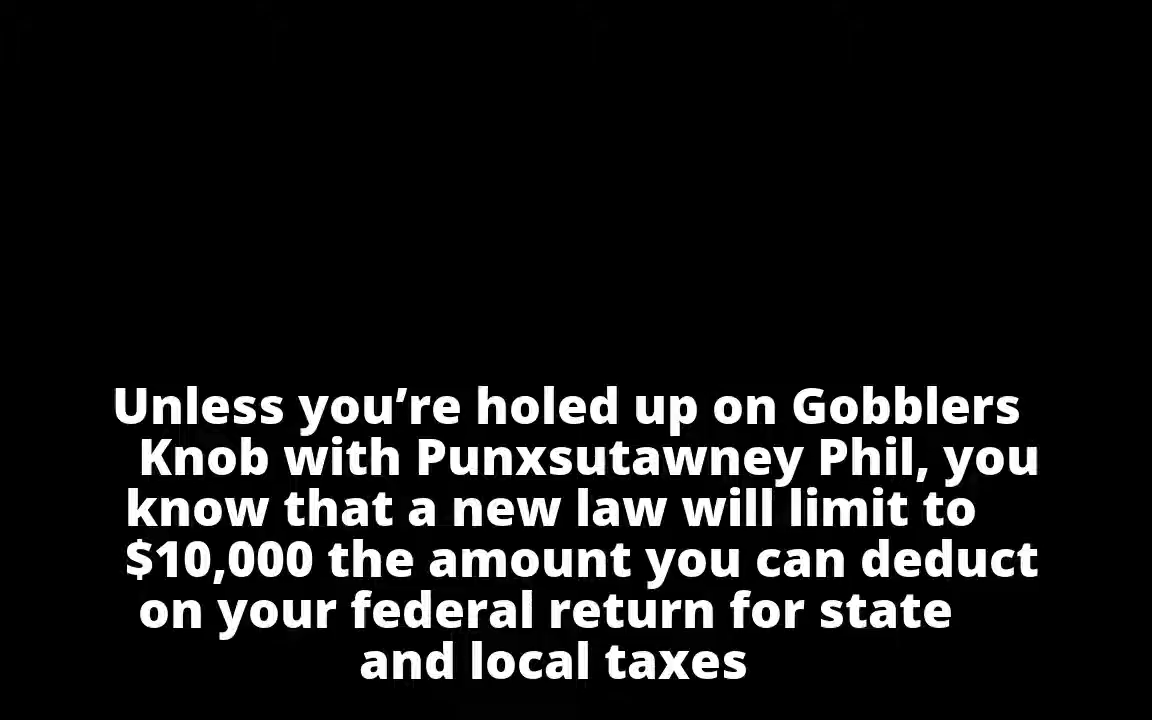 Unless you’re holed up on Gobblers
Knob with Punxsutawney Phil, you
know that a new law will limit to
$10,000 the amount you can deduct
on your federal return for state
and local taxes